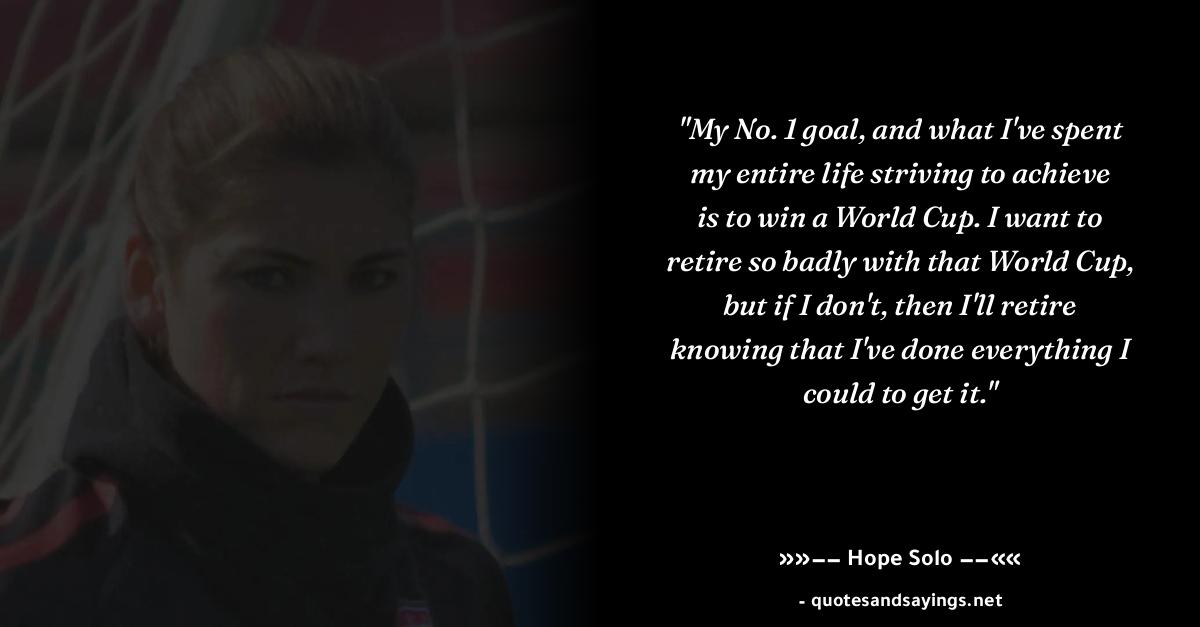 "My No. 1 goal, and what I've spent
my entire life striving to achieve
is to win a World Cup. I want to
retire so badly with that World Cup,
but if I don't, then I'll retire
knowing that I've done everything I
could to get it."
»»–– Hope Solo ––««
- quotesandsayings.net